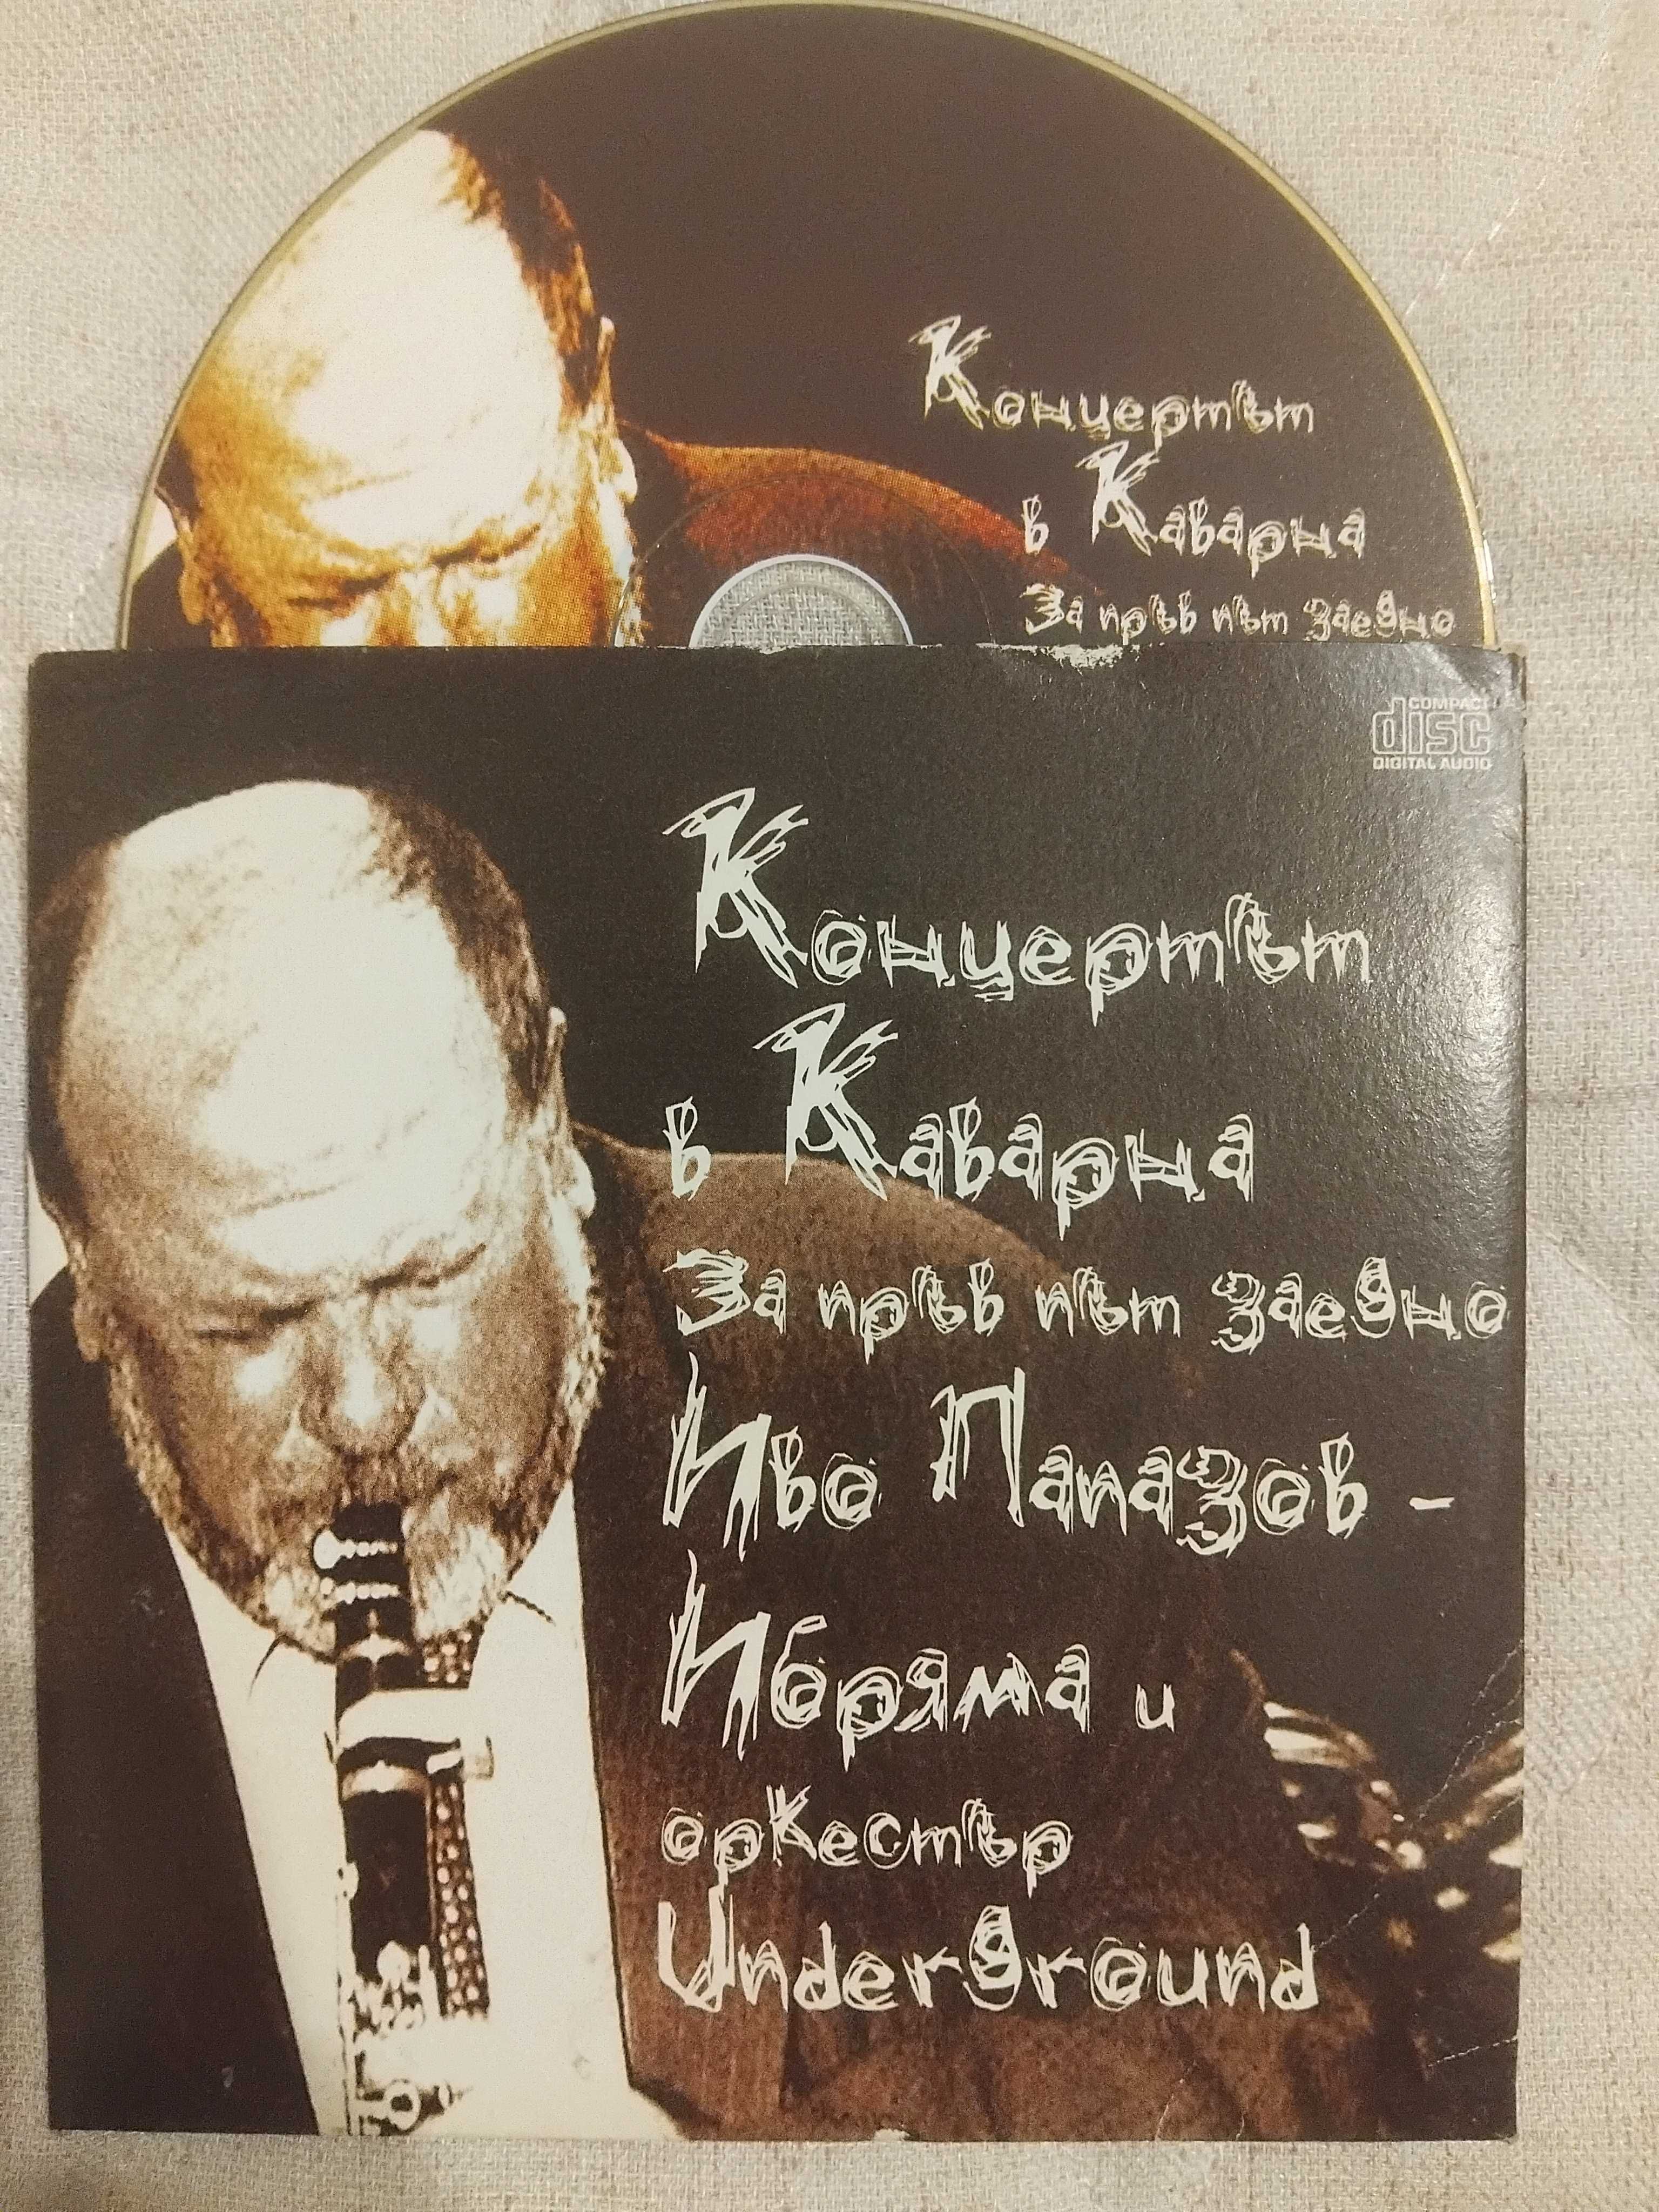 Концертът
в Каварна
За пръв път заедно
COMPACT
disc
DIGITAL AUDIO
Концертът
в Каварна
За пръв път заедно
Иво Папазов -
Ибряма и
оркестър
Underground